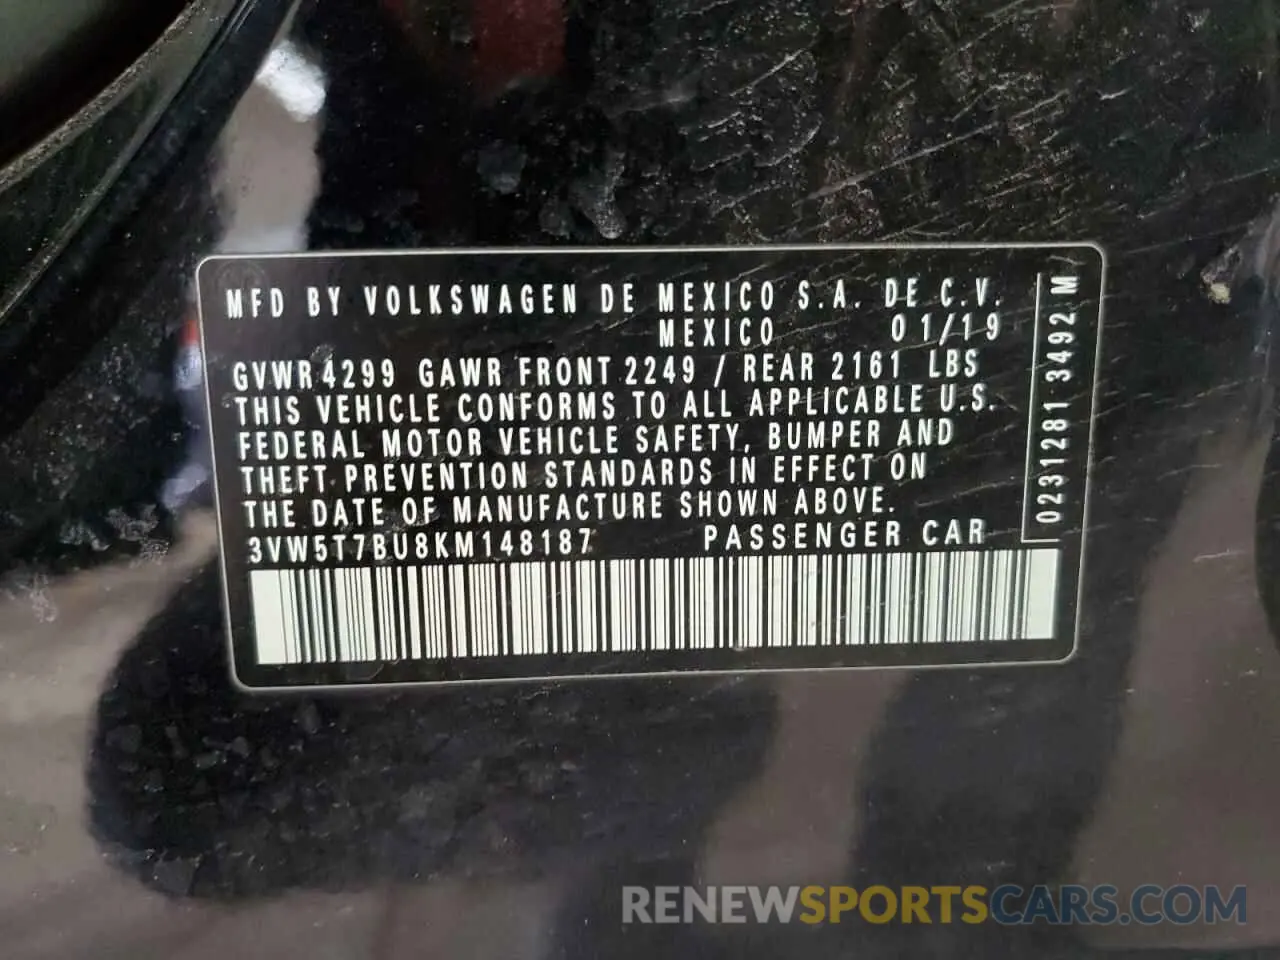 MFD BY VOLKSWAGEN DE MEXICO S.A. DE C.V.
MEXICO 01/19
GVWR 4299 GAWR FRONT 2249 / REAR 2161 LBS
THIS VEHICLE CONFORMS TO ALL APPLICABLE U.S.
FEDERAL MOTOR VEHICLE SAFETY, BUMPER AND
THEFT PREVENTION STANDARDS IN EFFECT ON
THE DATE OF MANUFACTURE SHOWN ABOVE.
3VW5T7BU8KM148187 PASSENGER CAR
0231281 3492 M
RENEWSPORTSCARS.COM